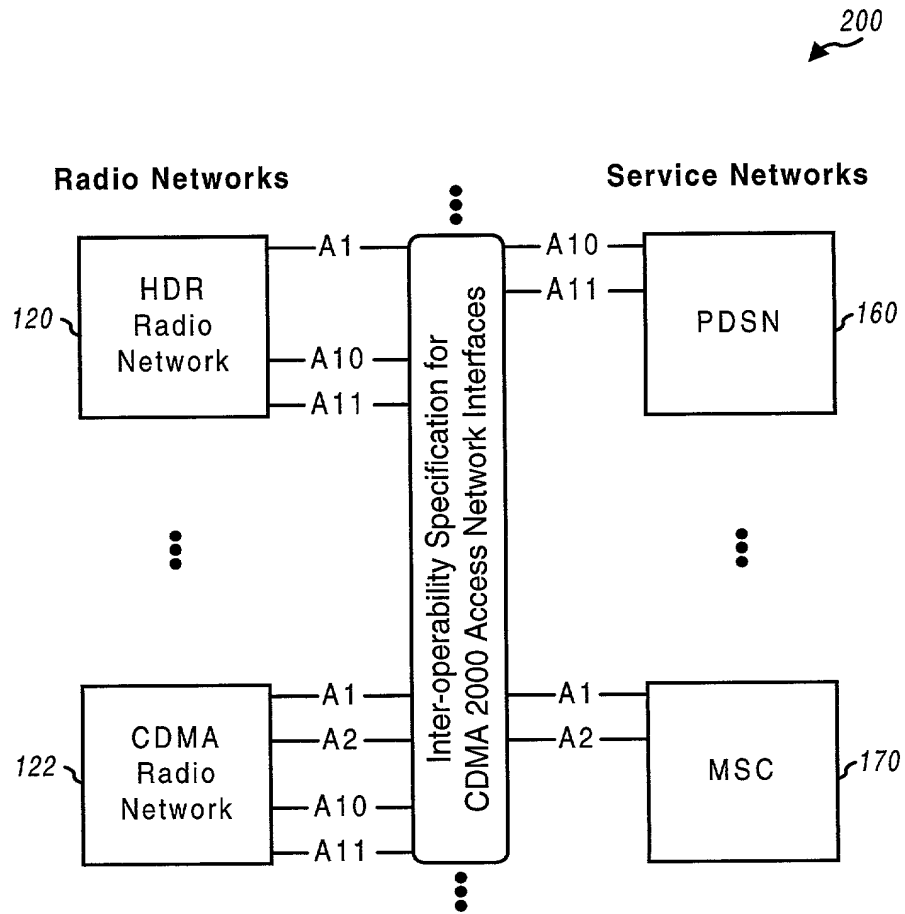 200
Radio Networks
Service Networks
HDR
Radio
Network
120
A1
A10
A11
Inter-operability Specification for
CDMA 2000 Access Network Interfaces
A10
A11
PDSN
160
CDMA
Radio
Network
122
A1
A2
A10
A11
A1
A2
MSC
170